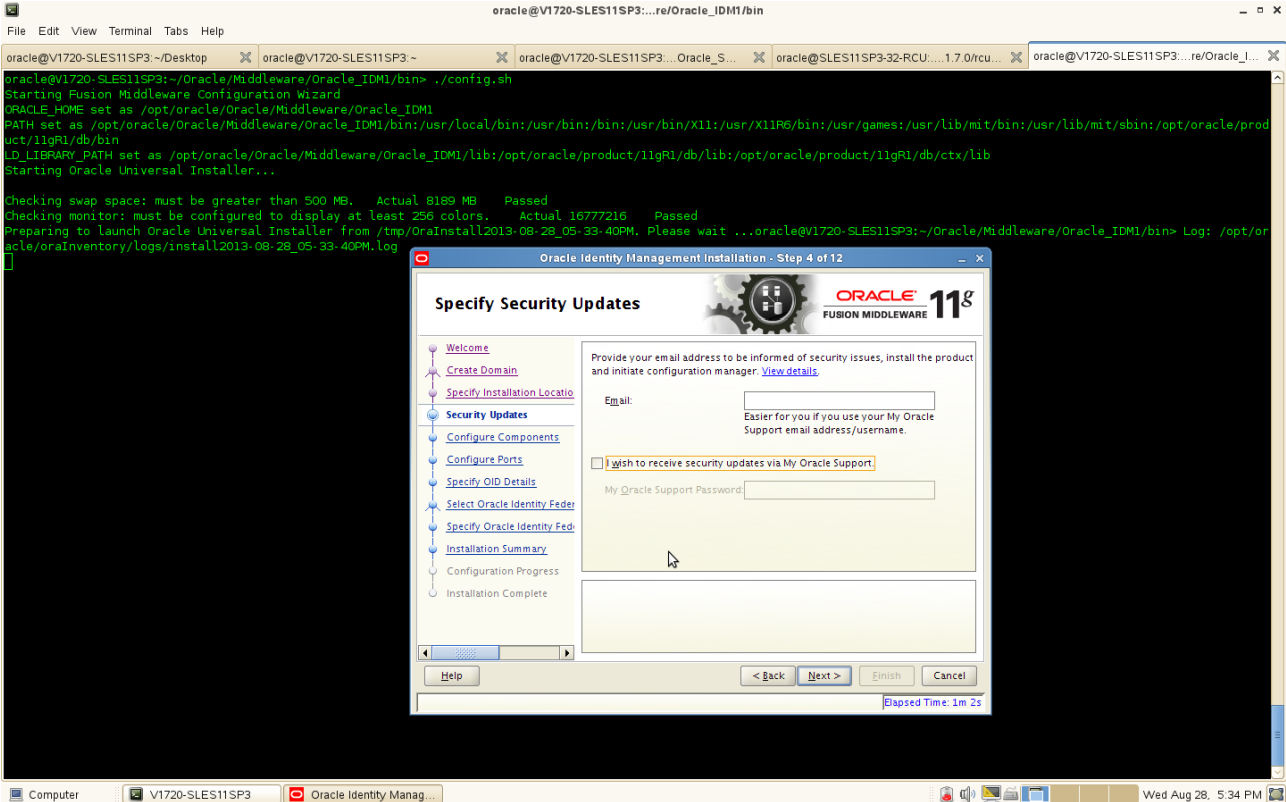 oracle@V1720-SLES11SP3:...re/Oracle_IDM1/bin
File Edit View Terminal Tabs Help
oracle@V1720-SLES11SP3:~/Desktop
oracle@V1720-SLES11SP3:~
oracle@V1720-SLES11SP3:...Oracle_S...
oracle@SLES11SP3-32-RCU:....1.7.0/rcu...
oracle@V1720-SLES11SP3:...re/Oracle_I...
oracle@V1720-SLES11SP3:~/Oracle/Middleware/Oracle_IDM1/bin> ./config.sh
Starting Fusion Middleware Configuration Wizard
ORACLE_HOME set as /opt/oracle/Oracle/Middleware/Oracle_IDM1
PATH set as /opt/oracle/Oracle/Middleware/Oracle_IDM1/bin:/usr/local/bin:/usr/bin:/bin:/usr/bin/X11:/usr/X11R6/bin:/usr/games:/usr/lib/mit/bin:/usr/lib/mit/sbin:/opt/oracle/prod
uct/11gR1/db/bin
LD_LIBRARY_PATH set as /opt/oracle/Oracle/Middleware/Oracle_IDM1/lib:/opt/oracle/product/11gR1/db/lib:/opt/oracle/product/11gR1/db/ctx/lib
Starting Oracle Universal Installer...
Checking swap space: must be greater than 500 MB. Actual 8189 MB Passed
Checking monitor: must be configured to display at least 256 colors. Actual 16777216 Passed
Preparing to launch Oracle Universal Installer from /tmp/OraInstall2013-08-28_05-33-40PM. Please wait ...oracle@V1720-SLES11SP3:~/Oracle/Middleware/Oracle_IDM1/bin> Log: /opt/or
acle/oraInventory/logs/install2013-08-28_05-33-40PM.log
Oracle Identity Management Installation - Step 4 of 12
Specify Security Updates
ORACLE
FUSION MIDDLEWARE
11g
Welcome
Create Domain
Specify Installation Locatio
Security Updates
Configure Components
Configure Ports
Specify OID Details
Select Oracle Identity Feder
Specify Oracle Identity Fede
Installation Summary
Configuration Progress
Installation Complete
Provide your email address to be informed of security issues, install the product
and initiate configuration manager. View details.
Email:
Easier for you if you use your My Oracle
Support email address/username.
I wish to receive security updates via My Oracle Support.
My Oracle Support Password:
Help
< Back
Next >
Finish
Cancel
Elapsed Time: 1m 2s
Computer
V1720-SLES11SP3
Oracle Identity Manag...
Wed Aug 28, 5:34 PM